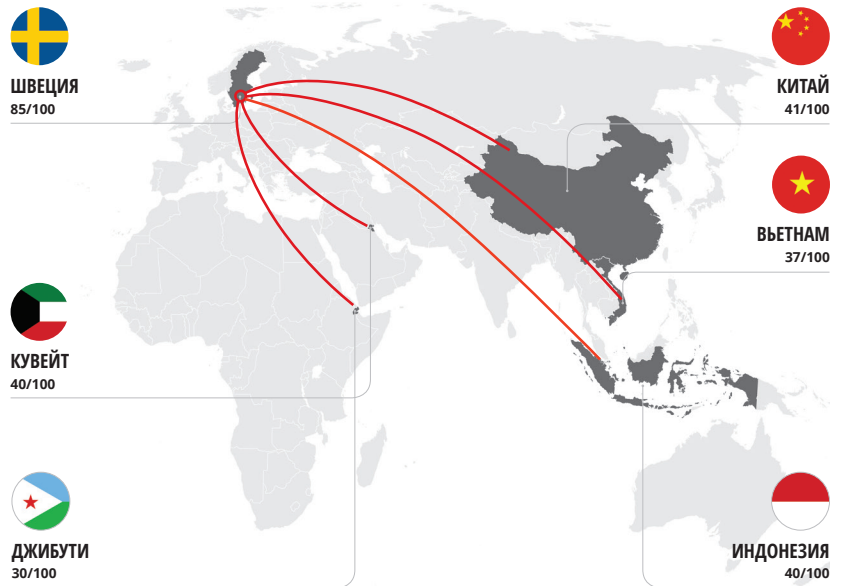 ШВЕЦИЯ
85/100
КИТАЙ
41/100
ВЬЕТНАМ
37/100
КУВЕЙТ
40/100
ДЖИБУТИ
30/100
ИНДОНЕЗИЯ
40/100